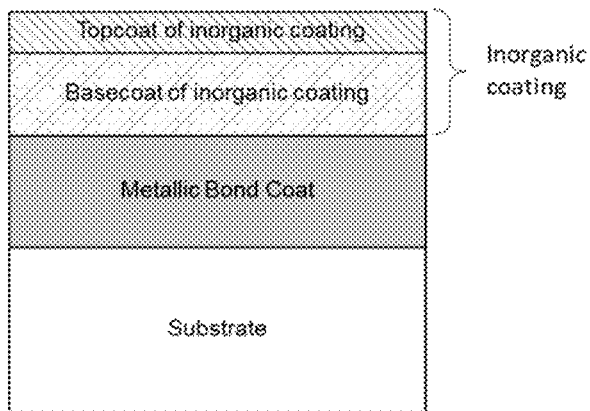 Topcoat of inorganic coating
Basecoat of inorganic coating
Inorganic
coating
Metallic Bond Coat
Substrate